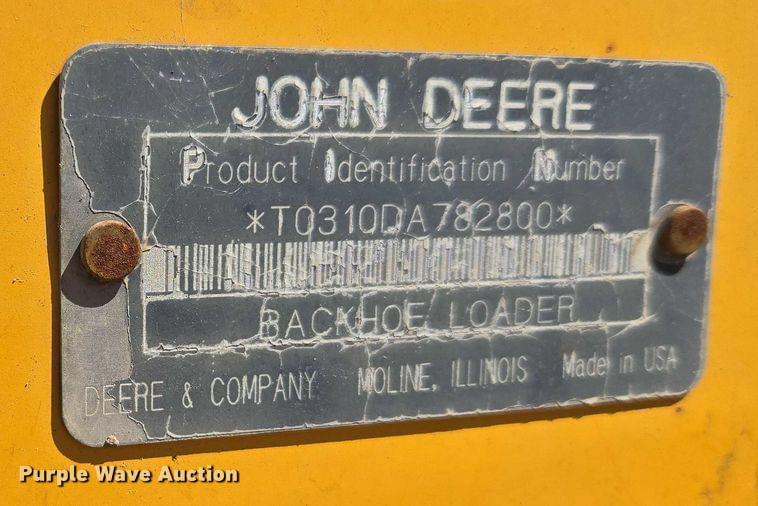 JOHN DEERE
Product Identification Number
*T0310DA782800*
BACKHOE LOADER
DEERE & COMPANY MOLINE, ILLINOIS Made in USA
Purple Wave Auction